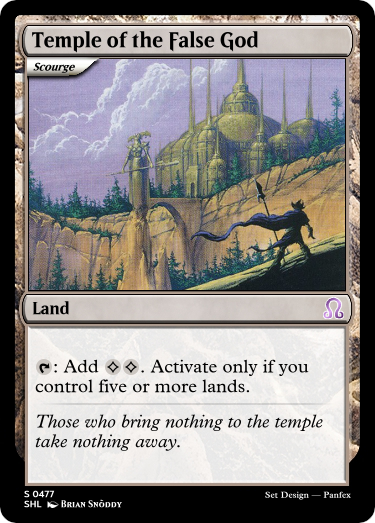 Temple of the False God
Scourge
Land
: Add . Activate only if you
control five or more lands.
Those who bring nothing to the temple
take nothing away.
S 0477
SHL Brian Snõddy
Set Design — Panfex